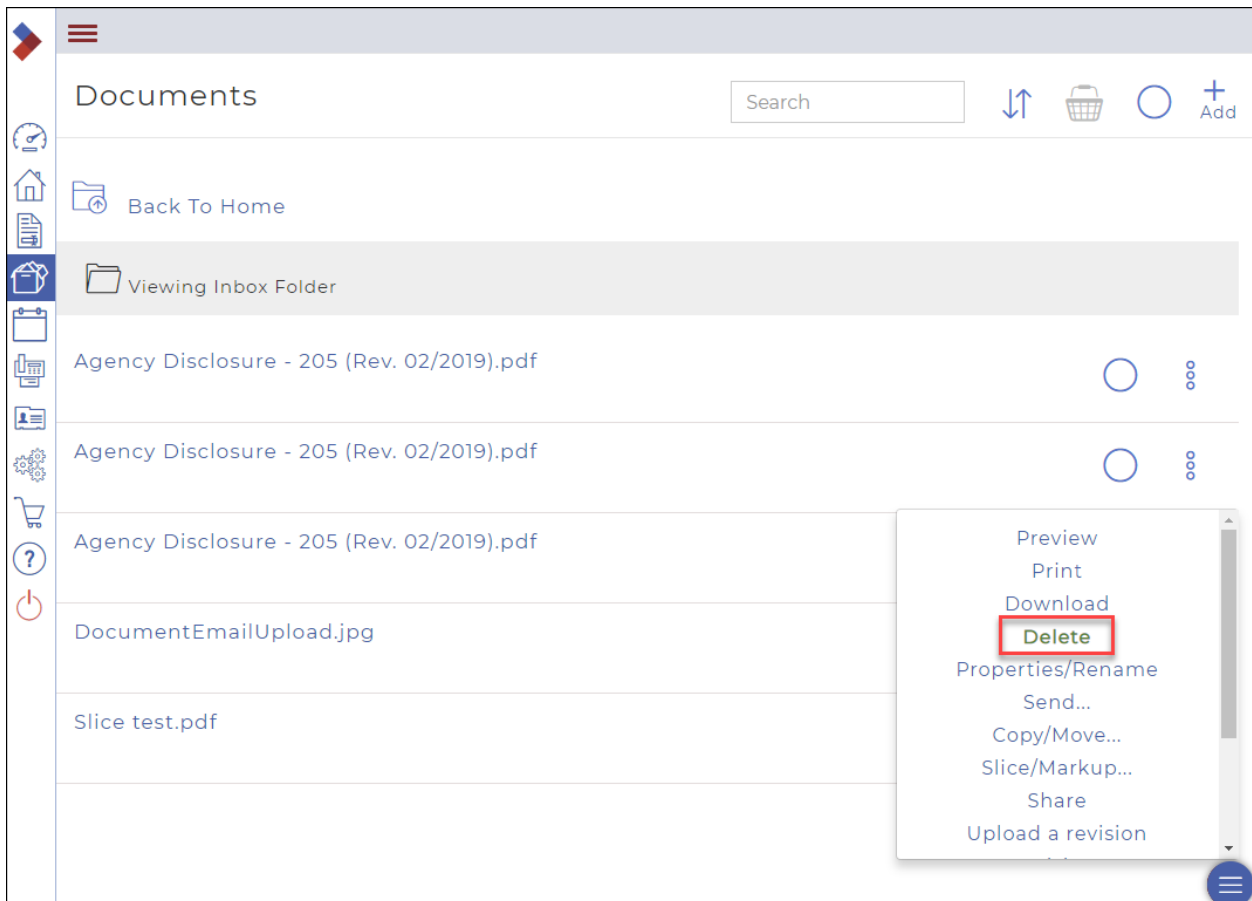 Documents
Search
Add
Back To Home
Viewing Inbox Folder
Agency Disclosure - 205 (Rev. 02/2019).pdf
Agency Disclosure - 205 (Rev. 02/2019).pdf
Agency Disclosure - 205 (Rev. 02/2019).pdf
DocumentEmailUpload.jpg
Slice test.pdf
Preview
Print
Download
Delete
Properties/Rename
Send...
Copy/Move...
Slice/Markup...
Share
Upload a revision
?